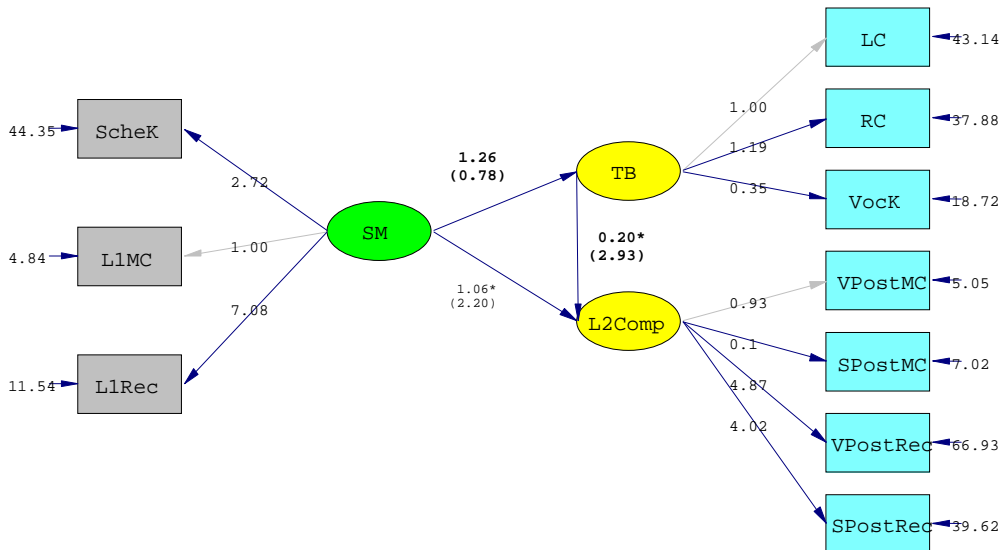 LC
43.14
1.00
RC
37.88
44.35
ScheK
1.26
(0.78)
1.19
TB
2.72
0.35
VocK
18.72
SM
0.20*
(2.93)
4.84
L1MC
1.00
1.06*
(2.20)
VPostMC
5.05
0.93
7.08
L2Comp
0.1
SPostMC
7.02
11.54
L1Rec
4.87
4.02
VPostRec
66.93
SPostRec
39.62